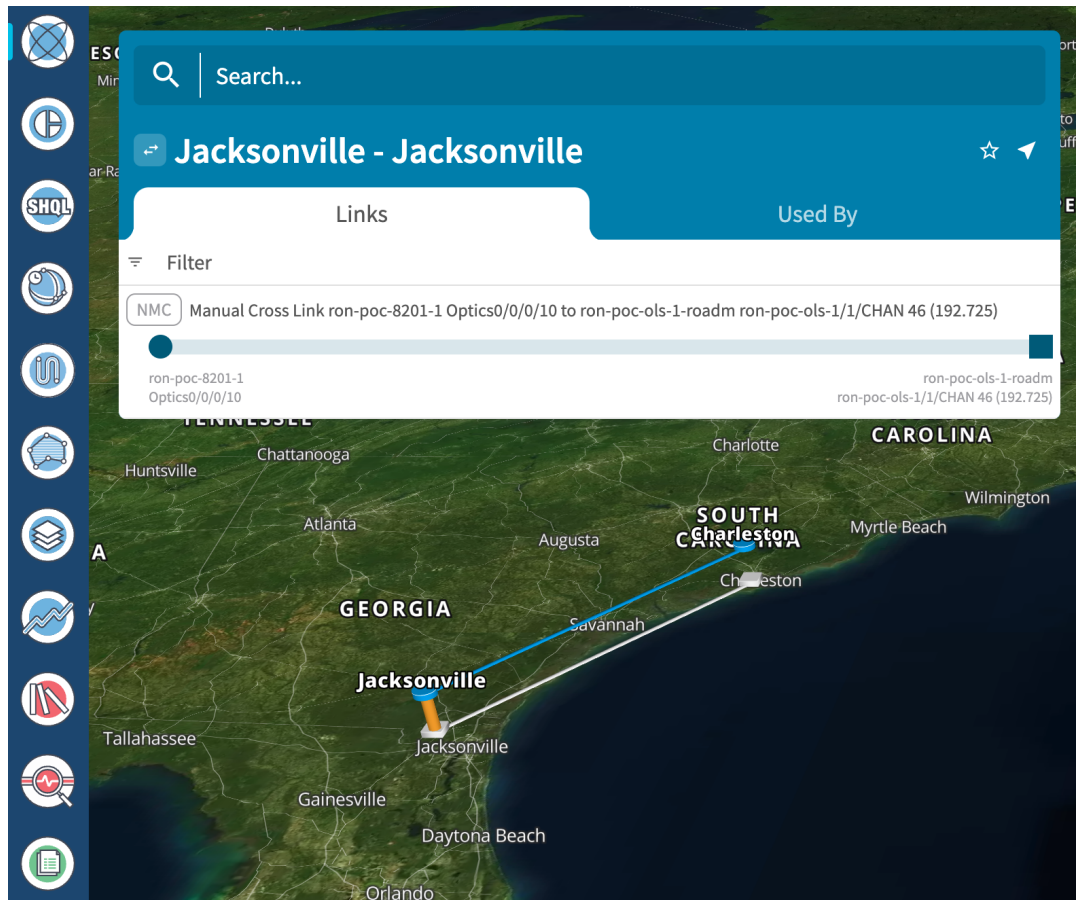 Search...
Jacksonville - Jacksonville
Links
Used By
Filter
NMC
Manual Cross Link ron-poc-8201-1 Optics0/0/0/10 to ron-poc-ols-1-roadm ron-poc-ols-1/1/CHAN 46 (192.725)
ron-poc-8201-1
ron-poc-ols-1-roadm
Optics0/0/0/10
ron-poc-ols-1/1/CHAN 46 (192.725)
SHQL
TENNESSEE
Chattanooga
Charlotte
CAROLINA
Huntsville
Wilmington
Atlanta
SOUTH
Myrtle Beach
Augusta
Charleston
CAROLINA
A
Charleston
GEORGIA
Savannah
Jacksonville
Tallahassee
Jacksonville
Gainesville
Daytona Beach
Orlando